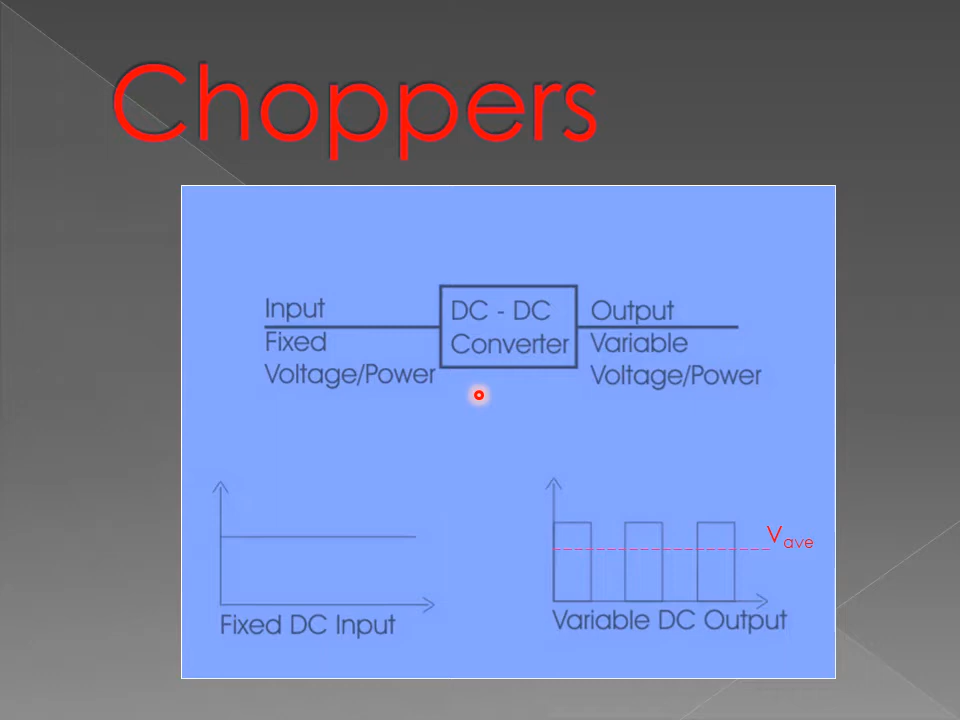 Choppers
Input
Fixed
Voltage/Power
DC - DC
Converter
Output
Variable
Voltage/Power
Fixed DC Input
Vave
Variable DC Output